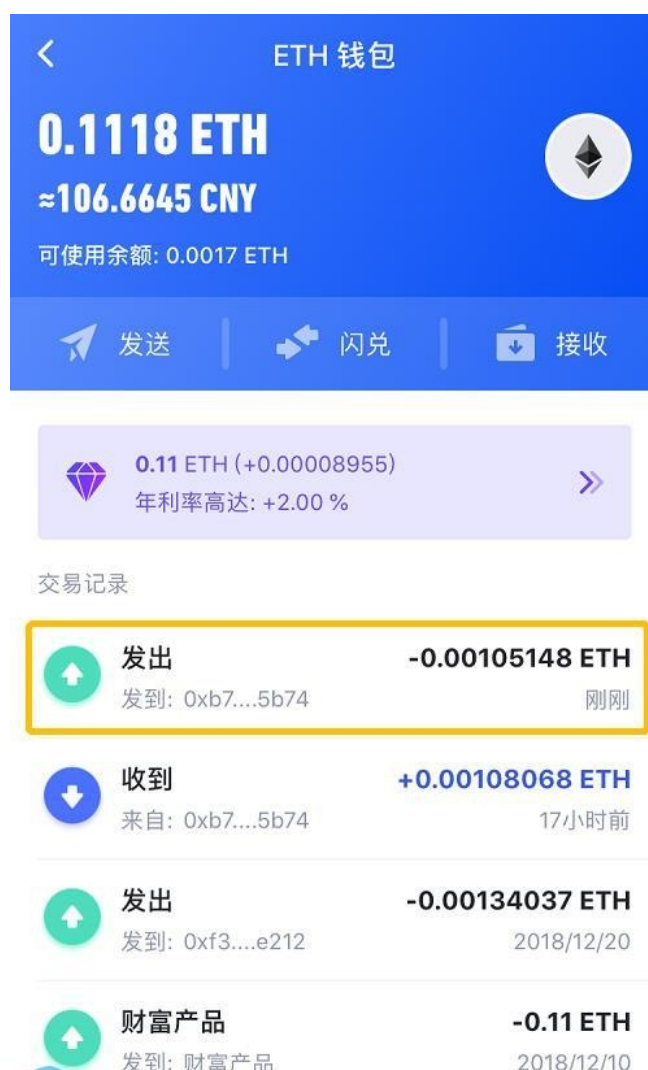 ETH 钱包
0.1118 ETH
≈106.6645 CNY
可使用余额: 0.0017 ETH
发送 闪兑 接收
0.11 ETH (+0.00008955)
年利率高达: +2.00 %
交易记录
发出 -0.00105148 ETH
发到: 0xb7....5b74 刚刚
收到 +0.00108068 ETH
来自: 0xb7....5b74 17小时前
发出 -0.00134037 ETH
发到: 0xf3....e212 2018/12/20
财富产品 -0.11 ETH
发到: 财富产品 2018/12/10